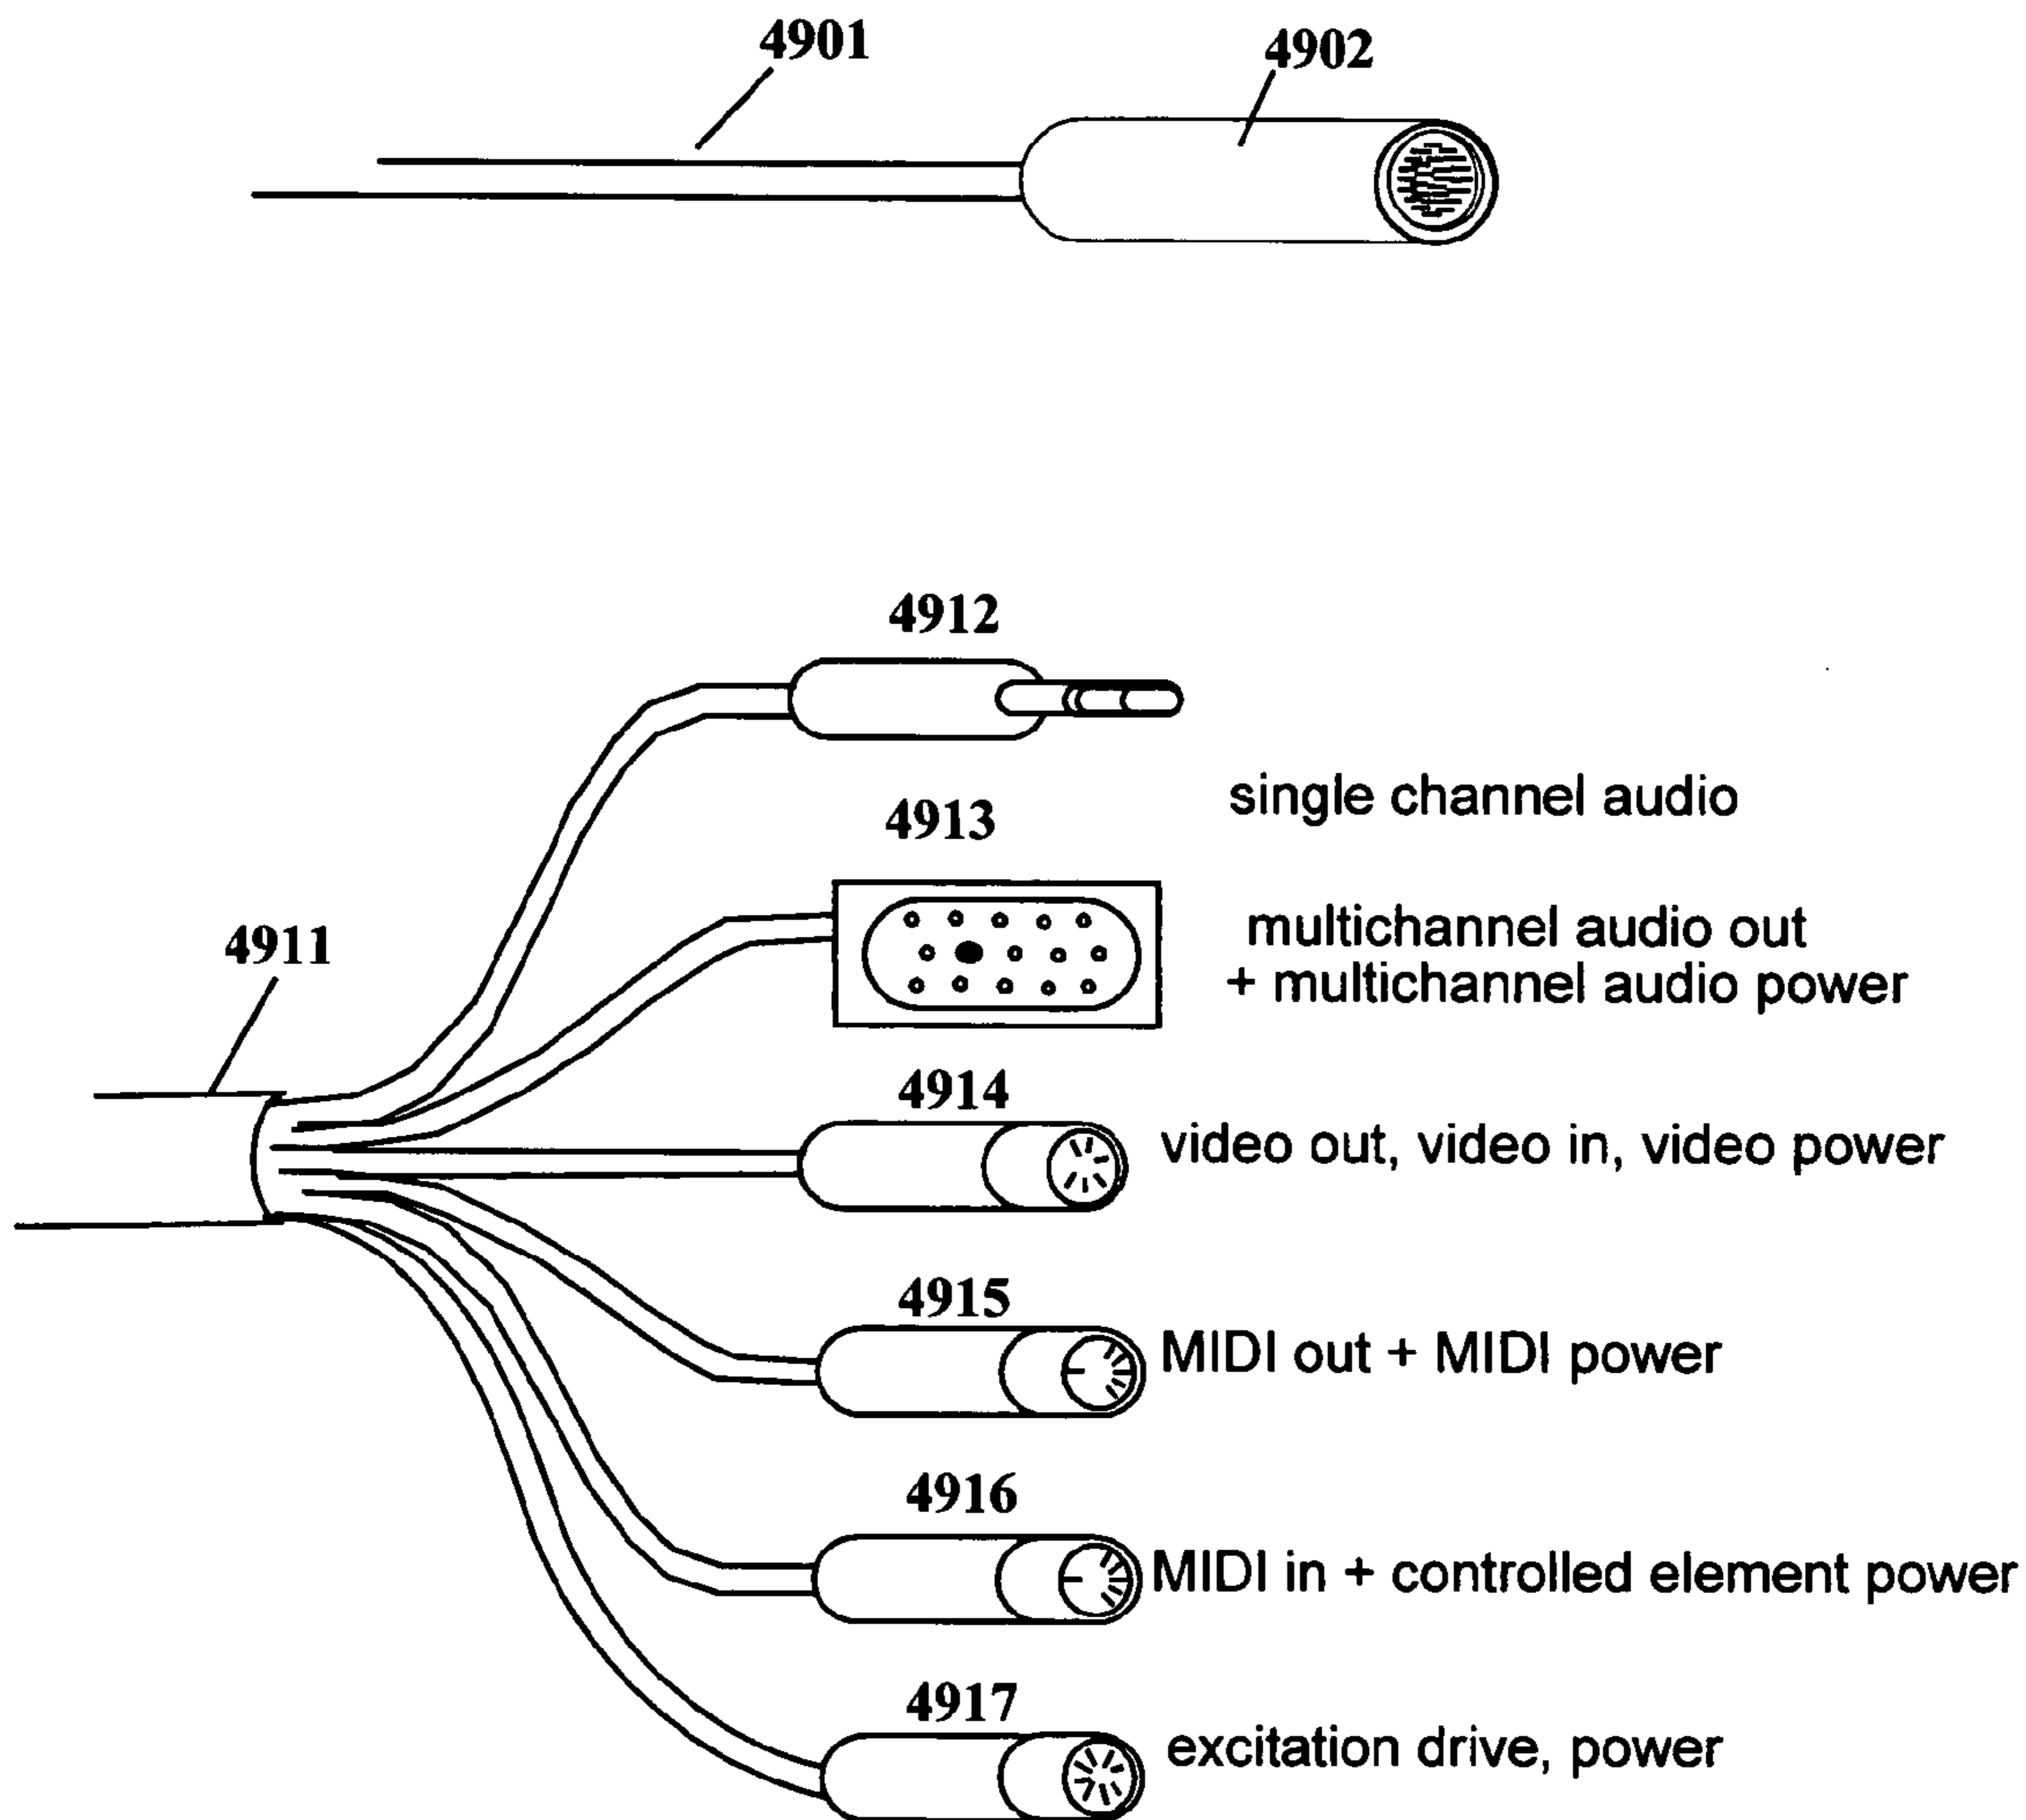 4901
4902
4912
single channel audio
4913
4911
multichannel audio out
+ multichannel audio power
4914
video out, video in, video power
4915
MIDI out + MIDI power
4916
MIDI in + controlled element power
4917
excitation drive, power